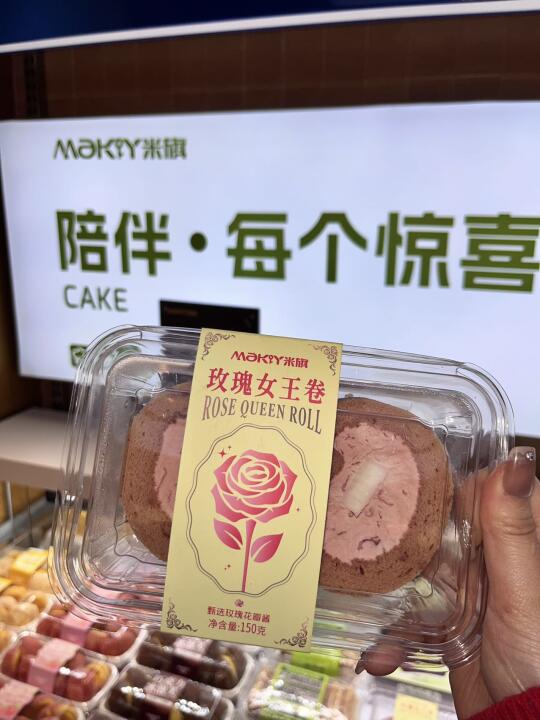 MaKiY米旗
陪伴·每个惊喜
CAKE
MaKiY米旗
玫瑰女王卷
ROSE QUEEN ROLL
甄选玫瑰花瓣酱
净含量:150克